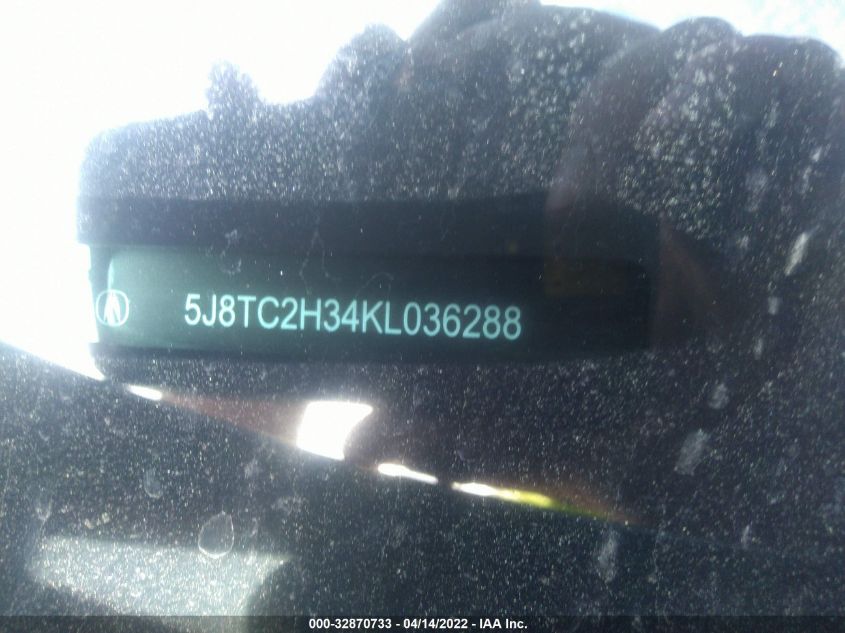 5J8TC2H34KL036288
000-32870733 - 04/14/2022 - IAA Inc.